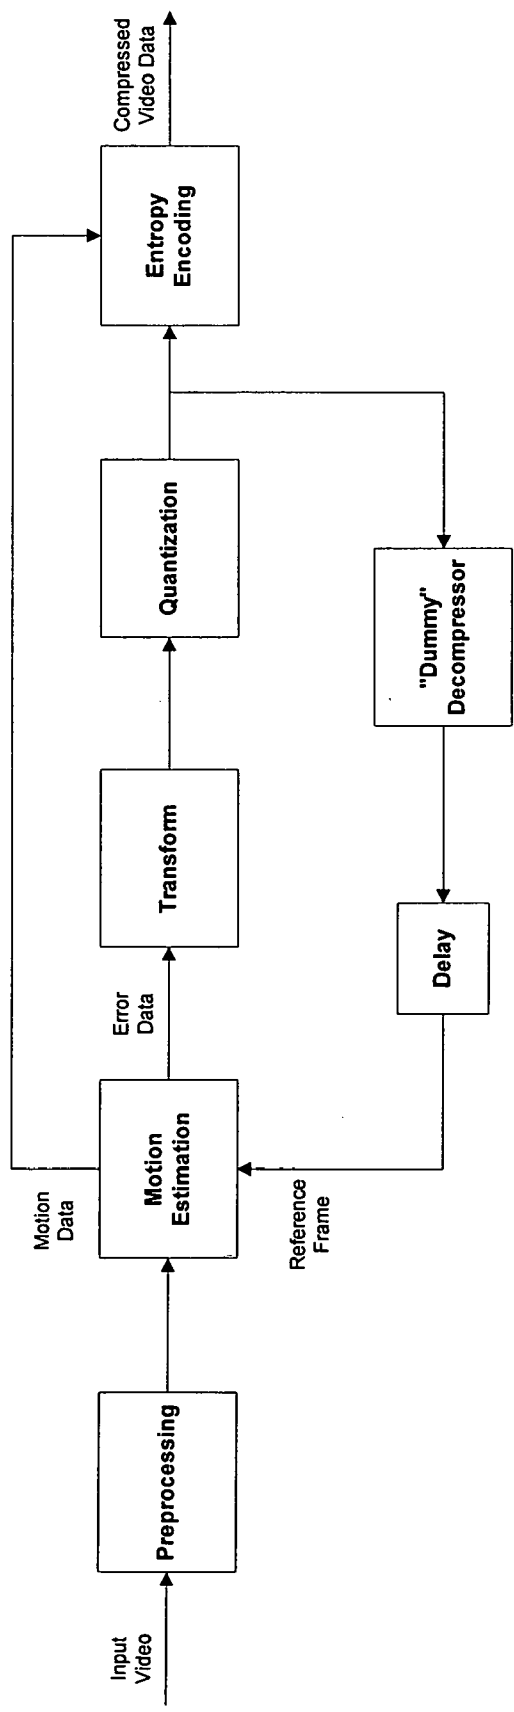 Input
Video
Preprocessing
Motion
Data
Motion
Estimation
Reference
Frame
Error
Data
Transform
Delay
Quantization
"Dummy"
Decompressor
Entropy
Encoding
Compressed
Video Data